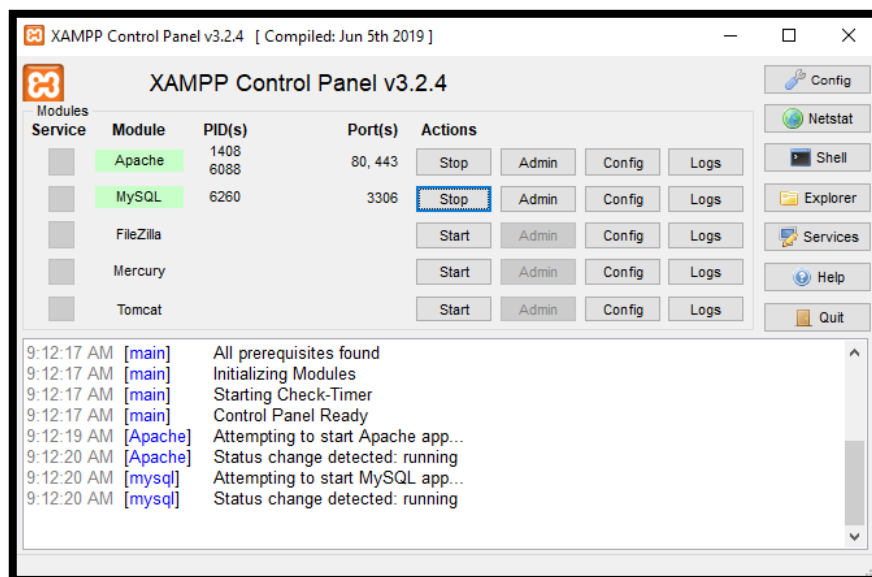 XAMPP Control Panel v3.2.4 [ Compiled: Jun 5th 2019 ]
XAMPP Control Panel v3.2.4
Config
Modules
Service Module PID(s) Port(s) Actions
Netstat
Apache 1408 6088 80, 443 Stop Admin Config Logs
Shell
MySQL 6260 3306 Stop Admin Config Logs
Explorer
FileZilla Start Admin Config Logs
Services
Mercury Start Admin Config Logs
Help
Tomcat Start Admin Config Logs
Quit
9:12:17 AM [main] All prerequisites found
9:12:17 AM [main] Initializing Modules
9:12:17 AM [main] Starting Check-Timer
9:12:17 AM [main] Control Panel Ready
9:12:19 AM [Apache] Attempting to start Apache app...
9:12:20 AM [Apache] Status change detected: running
9:12:20 AM [mysql] Attempting to start MySQL app...
9:12:20 AM [mysql] Status change detected: running